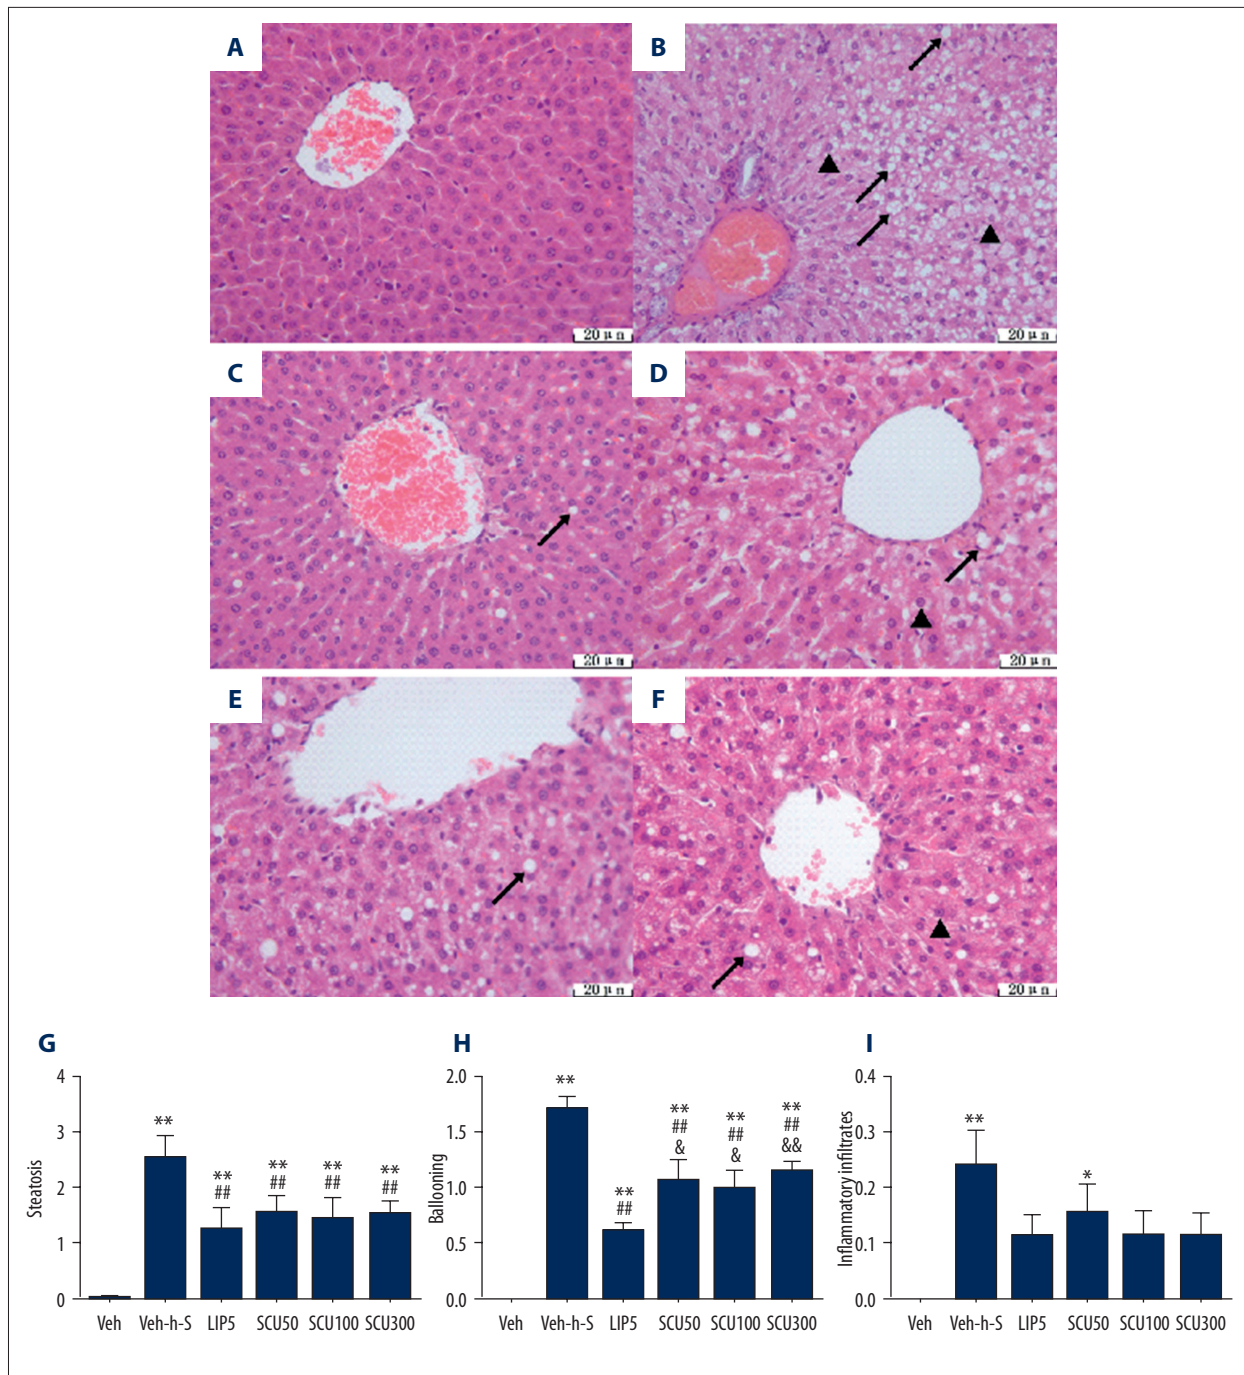 A
B
20 μm
20 μm
C
D
20 μm
20 μm
E
F
20 μm
20 μm
G
H
I
Steatosis
4
3
2
1
0
**
**
##
**
##
**
##
**
##
Veh
Veh-h-S
LIP5
SCU50
SCU100
SCU300
Ballooning
2.0
1.5
1.0
0.5
0.0
**
**
##
**
##
&
**
##
&
**
##
&&
Veh
Veh-h-S
LIP5
SCU50
SCU100
SCU300
Inflammatory infiltrates
0.4
0.3
0.2
0.1
0.0
**
*
Veh
Veh-h-S
LIP5
SCU50
SCU100
SCU300